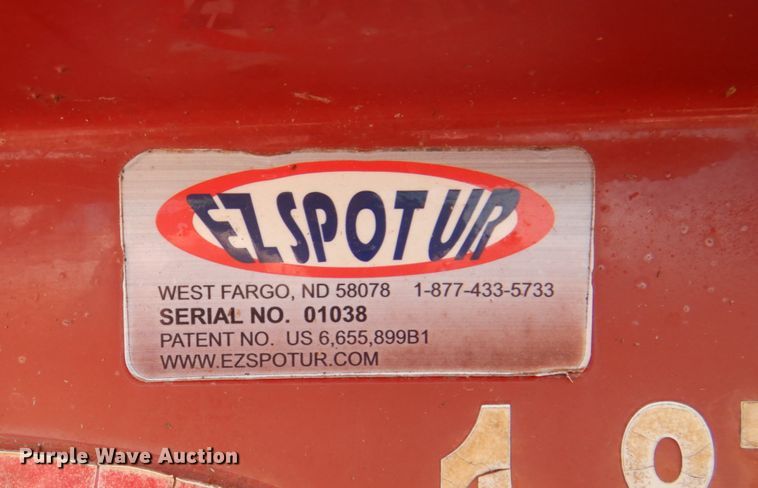 EZ SPOT UR
WEST FARGO, ND 58078 1-877-433-5733
SERIAL NO. 01038
PATENT NO. US 6,655,899B1
WWW.EZSPOTUR.COM
Purple Wave Auction